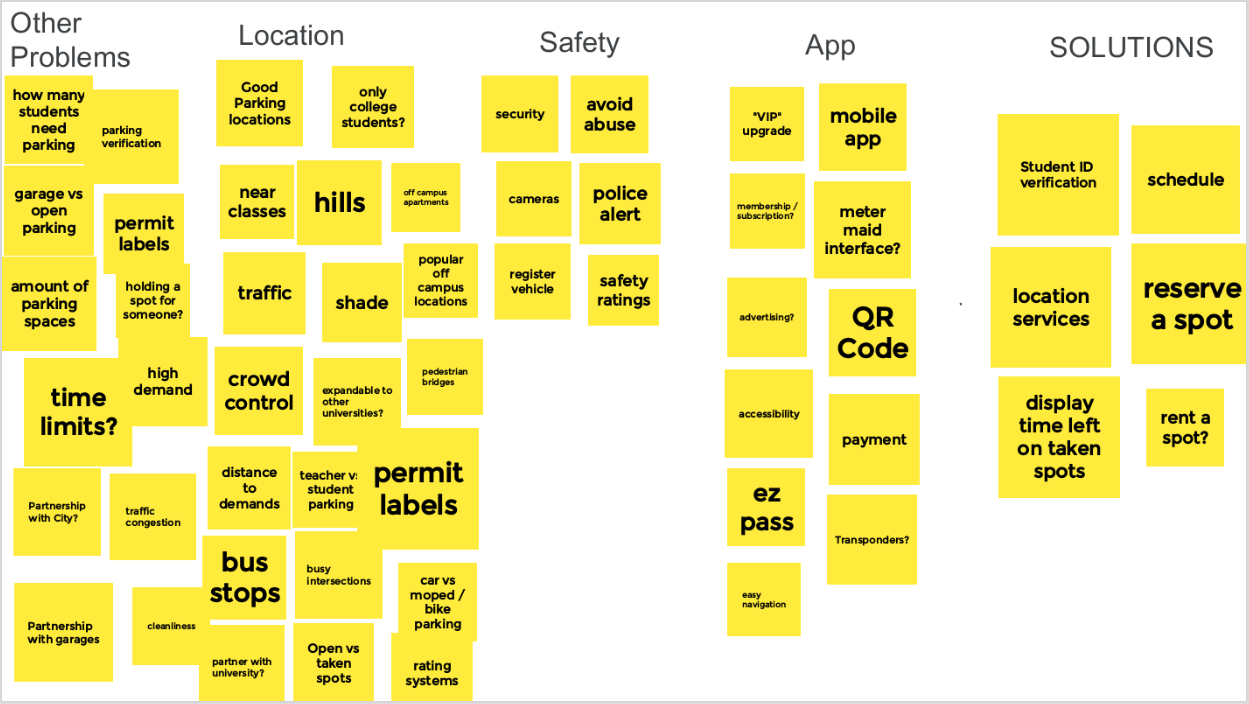 Other
Problems
how many
students
need
parking
parking
verification
garage vs
open
parking
permit
labels
amount of
parking
spaces
holding a
spot for
someone?
time
limits?
high
demand
Partnership
with City?
traffic
congestion
Partnership
with garages
cleanliness
Location
Good
Parking
locations
only
college
students?
near
classes
hills
off campus
apartments
traffic
shade
popular
off
campus
locations
crowd
control
expandable to
other
universities?
pedestrian
bridges
distance
to
demands
teacher vs
student
parking
permit
labels
bus
stops
busy
intersections
car vs
moped /
bike
parking
partner with
university?
Open vs
taken
spots
rating
systems
Safety
security
avoid
abuse
cameras
police
alert
register
vehicle
safety
ratings
App
"VIP"
upgrade
mobile
app
membership /
subscription?
meter
maid
interface?
advertising?
QR
Code
accessibility
payment
ez
pass
Transponders?
easy
navigation
SOLUTIONS
Student ID
verification
schedule
location
services
reserve
a spot
display
time left
on taken
spots
rent a
spot?